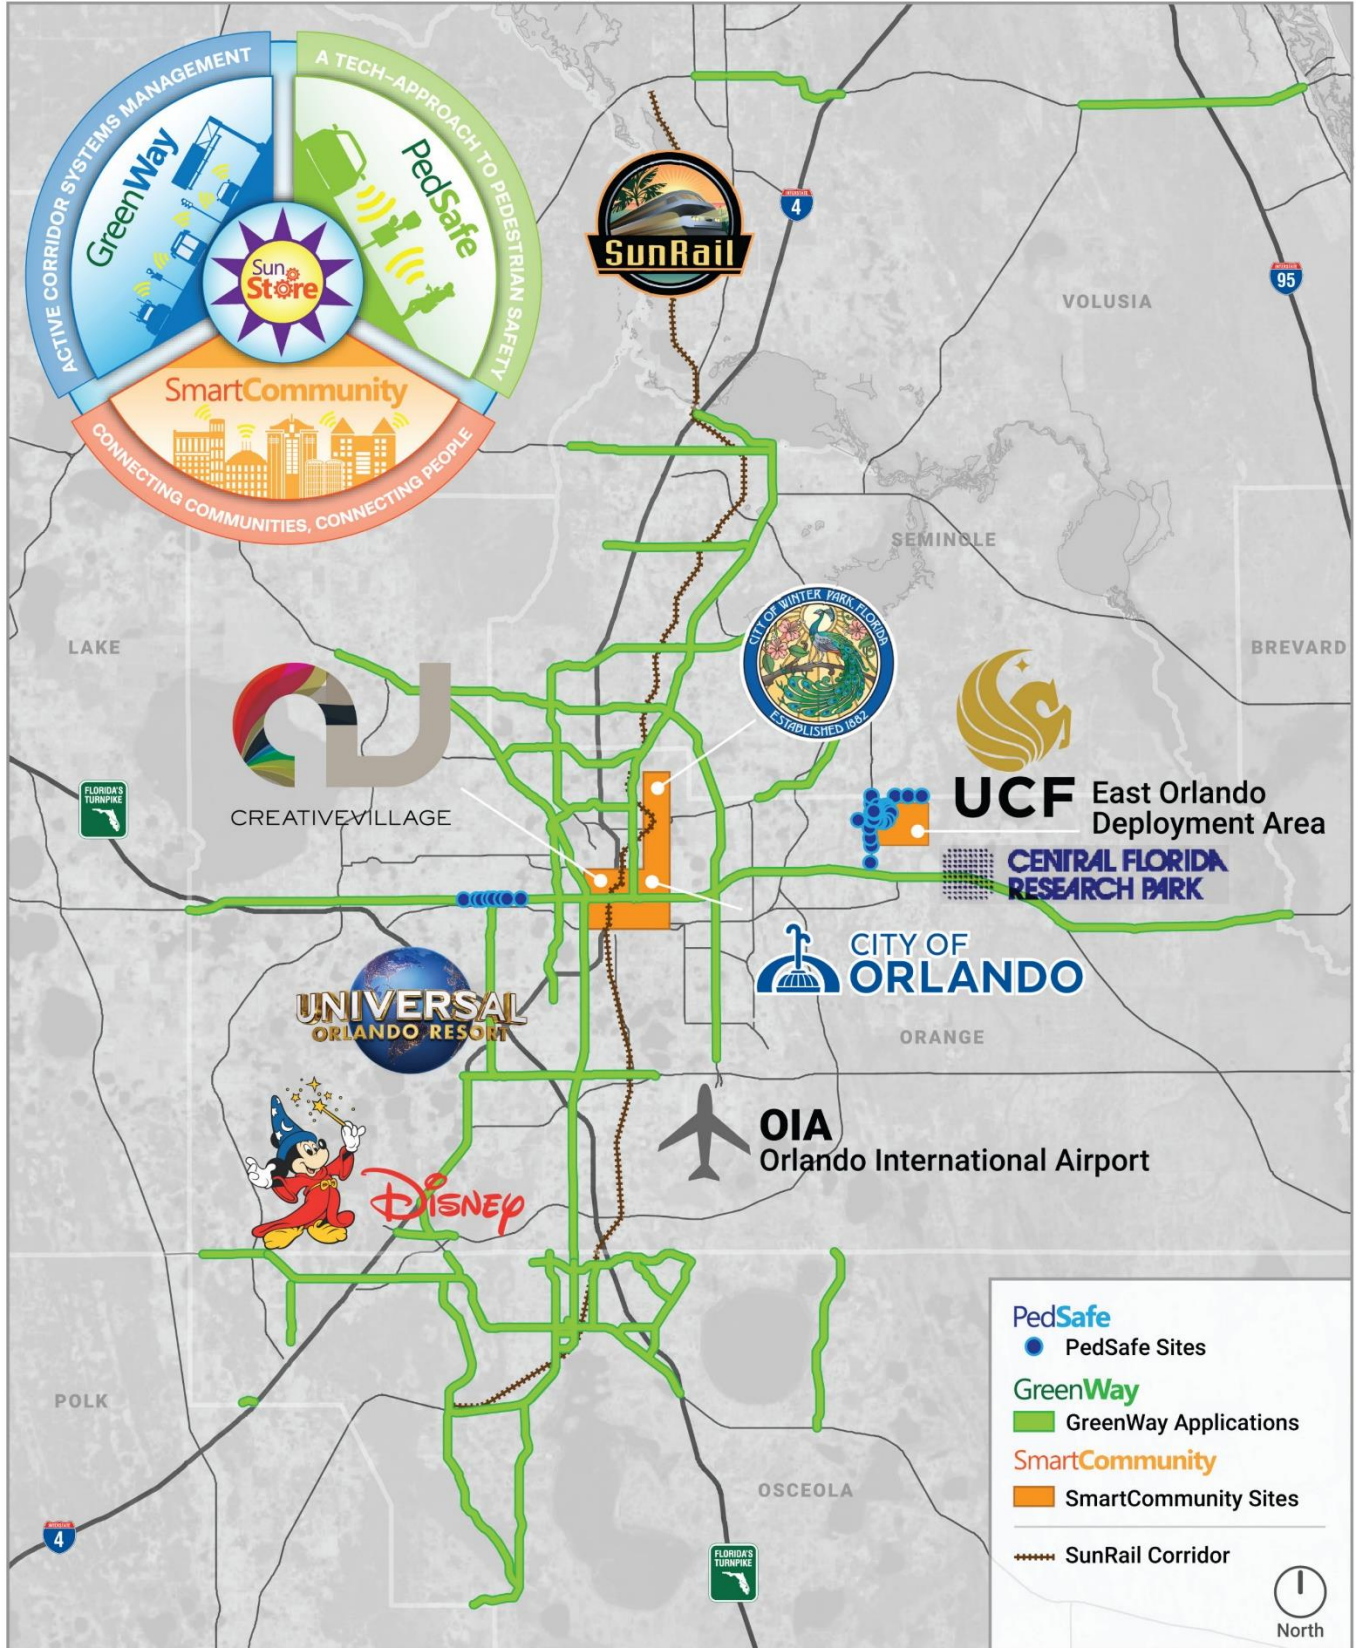 ACTIVE CORRIDOR SYSTEMS MANAGEMENT
A TECH-APPROACH TO PEDESTRIAN SAFETY
GreenWay
PedSafe
Sun
Store
SmartCommunity
CONNECTING COMMUNITIES, CONNECTING PEOPLE
SunRail
INTERSTATE
4
INTERSTATE
95
VOLUSIA
SEMINOLE
CITY OF WINTER PARK, FLORIDA
ESTABLISHED 1882
LAKE
BREVARD
CREATIVEVILLAGE
FLORIDA'S
TURNPIKE
UCF
East Orlando
Deployment Area
CENTRAL FLORIDA
RESEARCH PARK
CITY OF
ORLANDO
UNIVERSAL
ORLANDO RESORT
ORANGE
OIA
Orlando International Airport
DISNEY
POLK
OSCEOLA
INTERSTATE
4
FLORIDA'S
TURNPIKE
PedSafe
PedSafe Sites
GreenWay
GreenWay Applications
SmartCommunity
SmartCommunity Sites
SunRail Corridor
North